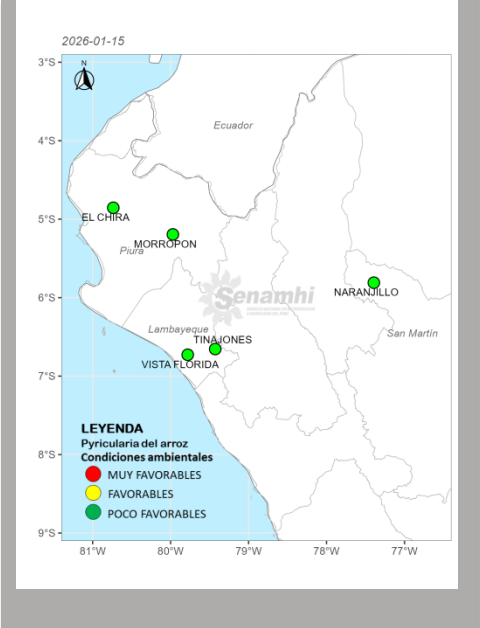 2026-01-15
3°S
N
4°S
Ecuador
5°S
EL CHIRA
MORROPON
Piura
6°S
NARANJILLO
Senamhi
Lambayeque
TINAJONES
San Martín
VISTA FLORIDA
7°S
LEYENDA
Pyricularia del arroz
Condiciones ambientales
8°S
MUY FAVORABLES
FAVORABLES
POCO FAVORABLES
9°S
81°W 80°W 79°W 78°W 77°W